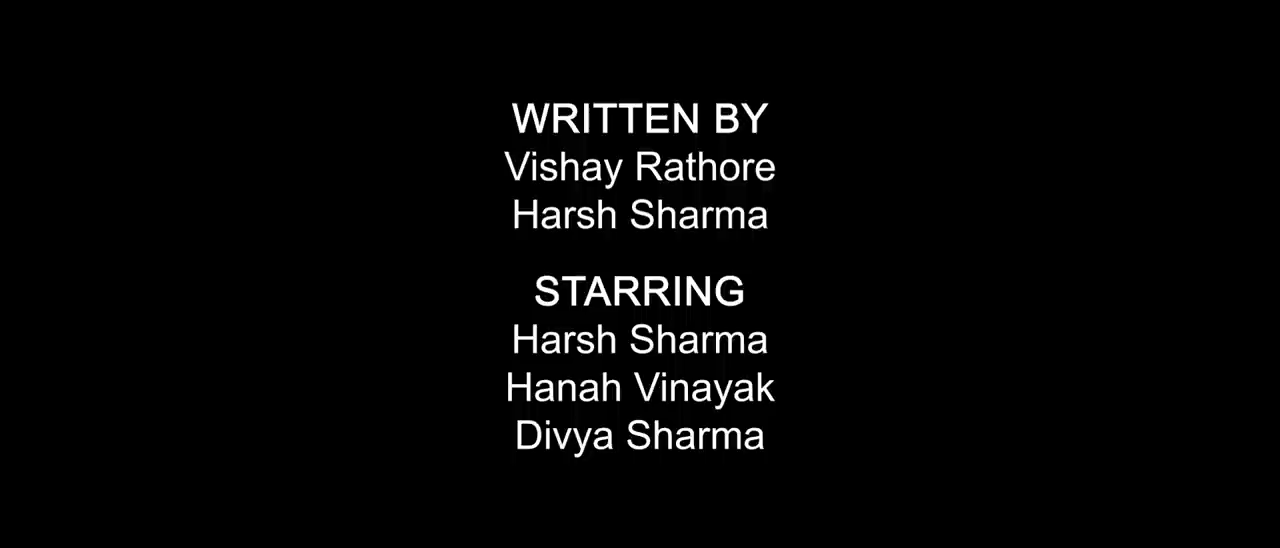 WRITTEN BY
Vishay Rathore
Harsh Sharma
STARRING
Harsh Sharma
Hanah Vinayak
Divya Sharma